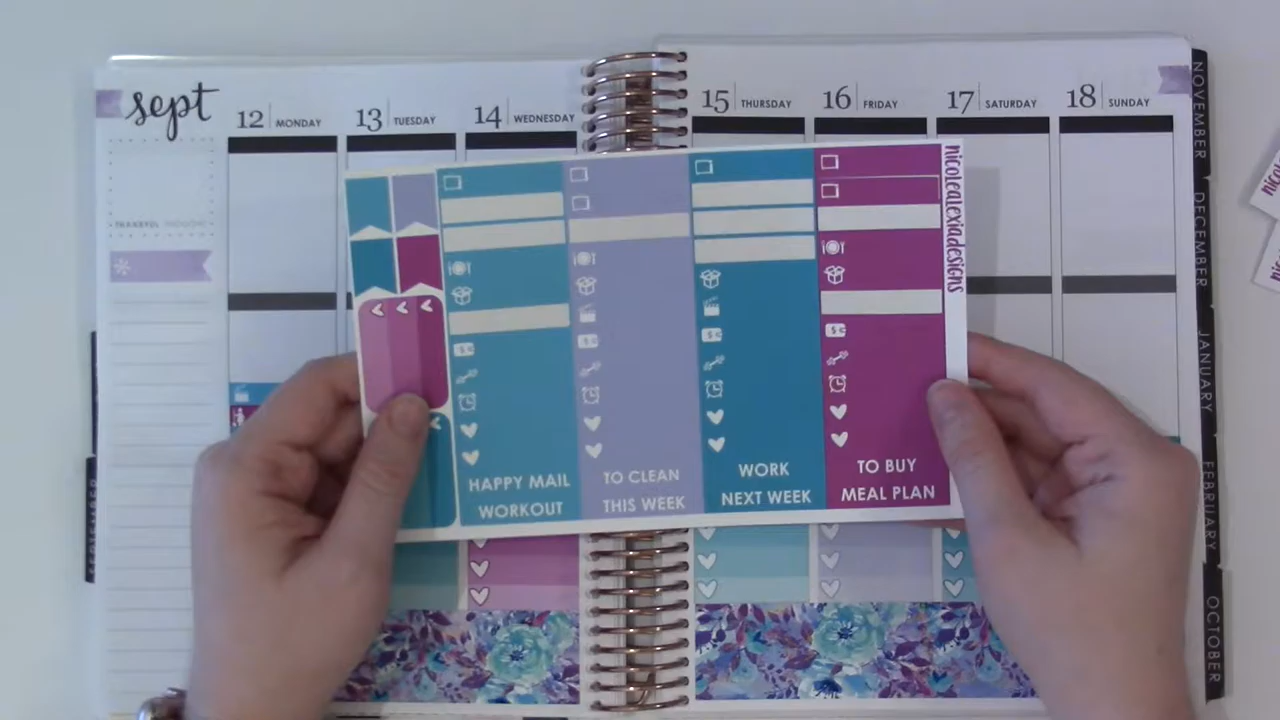 sept
12 MONDAY
13 TUESDAY
14 WEDNESDAY
15 THURSDAY
16 FRIDAY
17 SATURDAY
18 SUNDAY
nicolealexiadesigns
HAPPY MAIL
WORKOUT
TO CLEAN
THIS WEEK
WORK
NEXT WEEK
TO BUY
MEAL PLAN
NOVEMBER
DECEMBER
JANUARY
FEBRUARY
OCTOBER